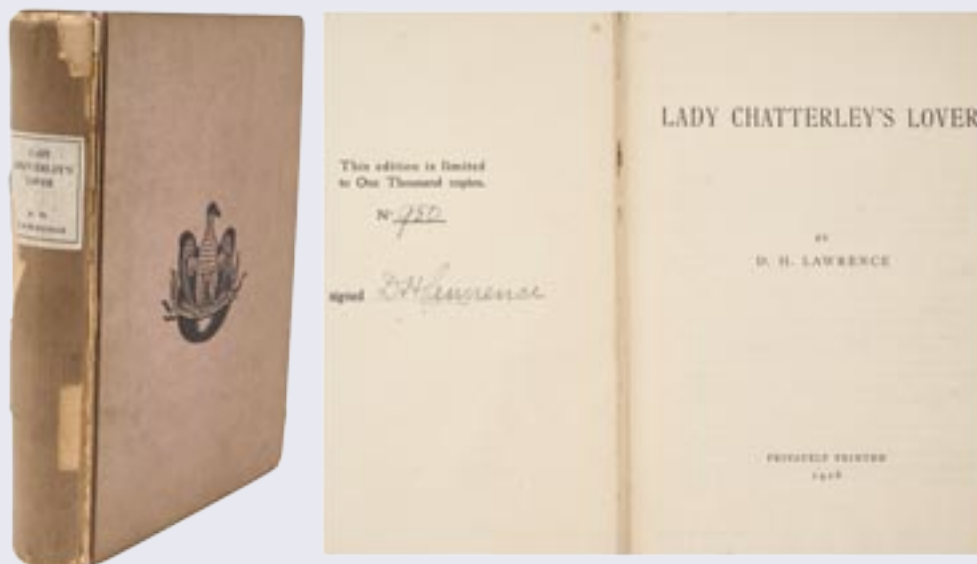 LADY
CHATTERLEY'S
LOVER
D. H.
LAWRENCE
This edition is limited
to One Thousand copies.
Nº 950
signed D H Lawrence
LADY CHATTERLEY'S LOVER
BY
D. H. LAWRENCE
PRIVATELY PRINTED
1928